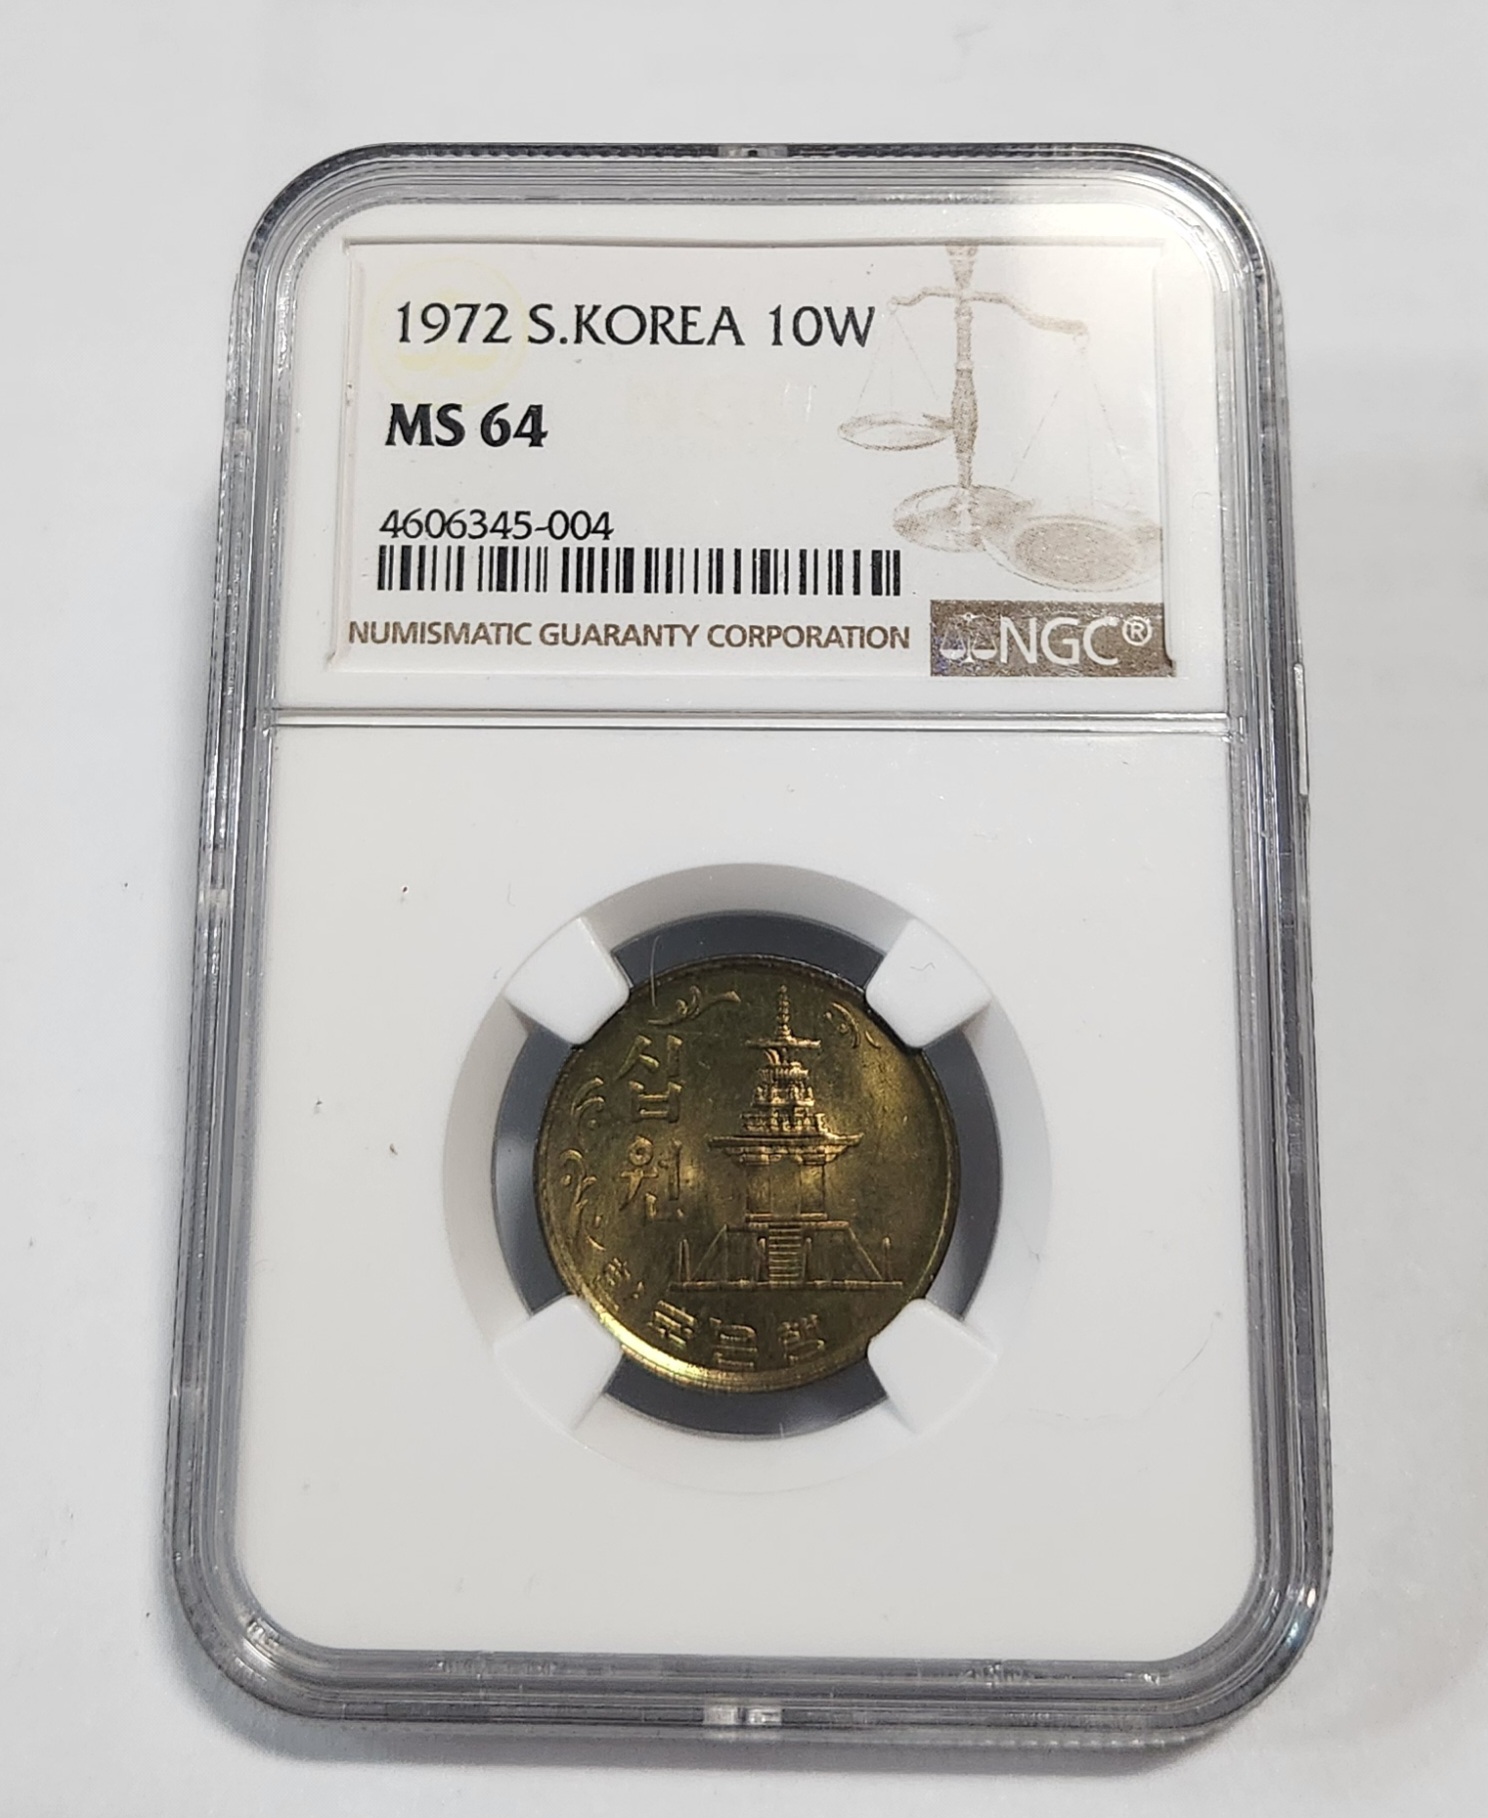 1972 S.KOREA 10W
MS 64
4606345-004
NUMISMATIC GUARANTY CORPORATION
NGC®
십
원
한국은행